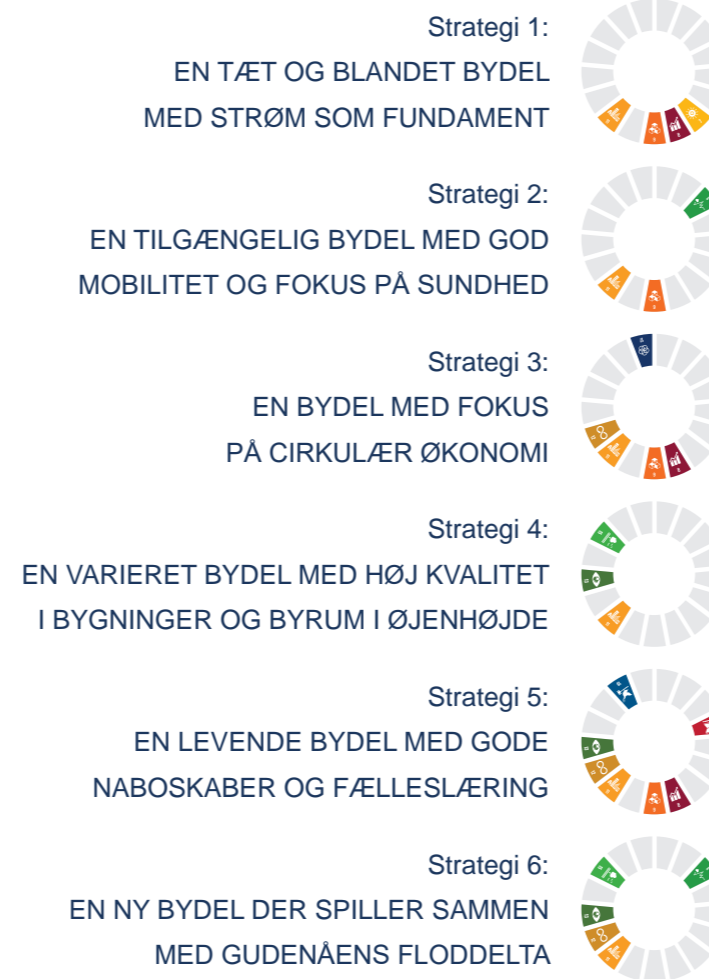 Strategi 1:
EN TÆT OG BLANDET BYDEL
MED STRØM SOM FUNDAMENT
Strategi 2:
EN TILGÆNGELIG BYDEL MED GOD
MOBILITET OG FOKUS PÅ SUNDHED
Strategi 3:
EN BYDEL MED FOKUS
PÅ CIRKULÆR ØKONOMI
Strategi 4:
EN VARIERET BYDEL MED HØJ KVALITET
I BYGNINGER OG BYRUM I ØJENHØJDE
Strategi 5:
EN LEVENDE BYDEL MED GODE
NABOSKABER OG FÆLLESLÆRING
Strategi 6:
EN NY BYDEL DER SPILLER SAMMEN
MED GUDENÅENS FLODDELTA